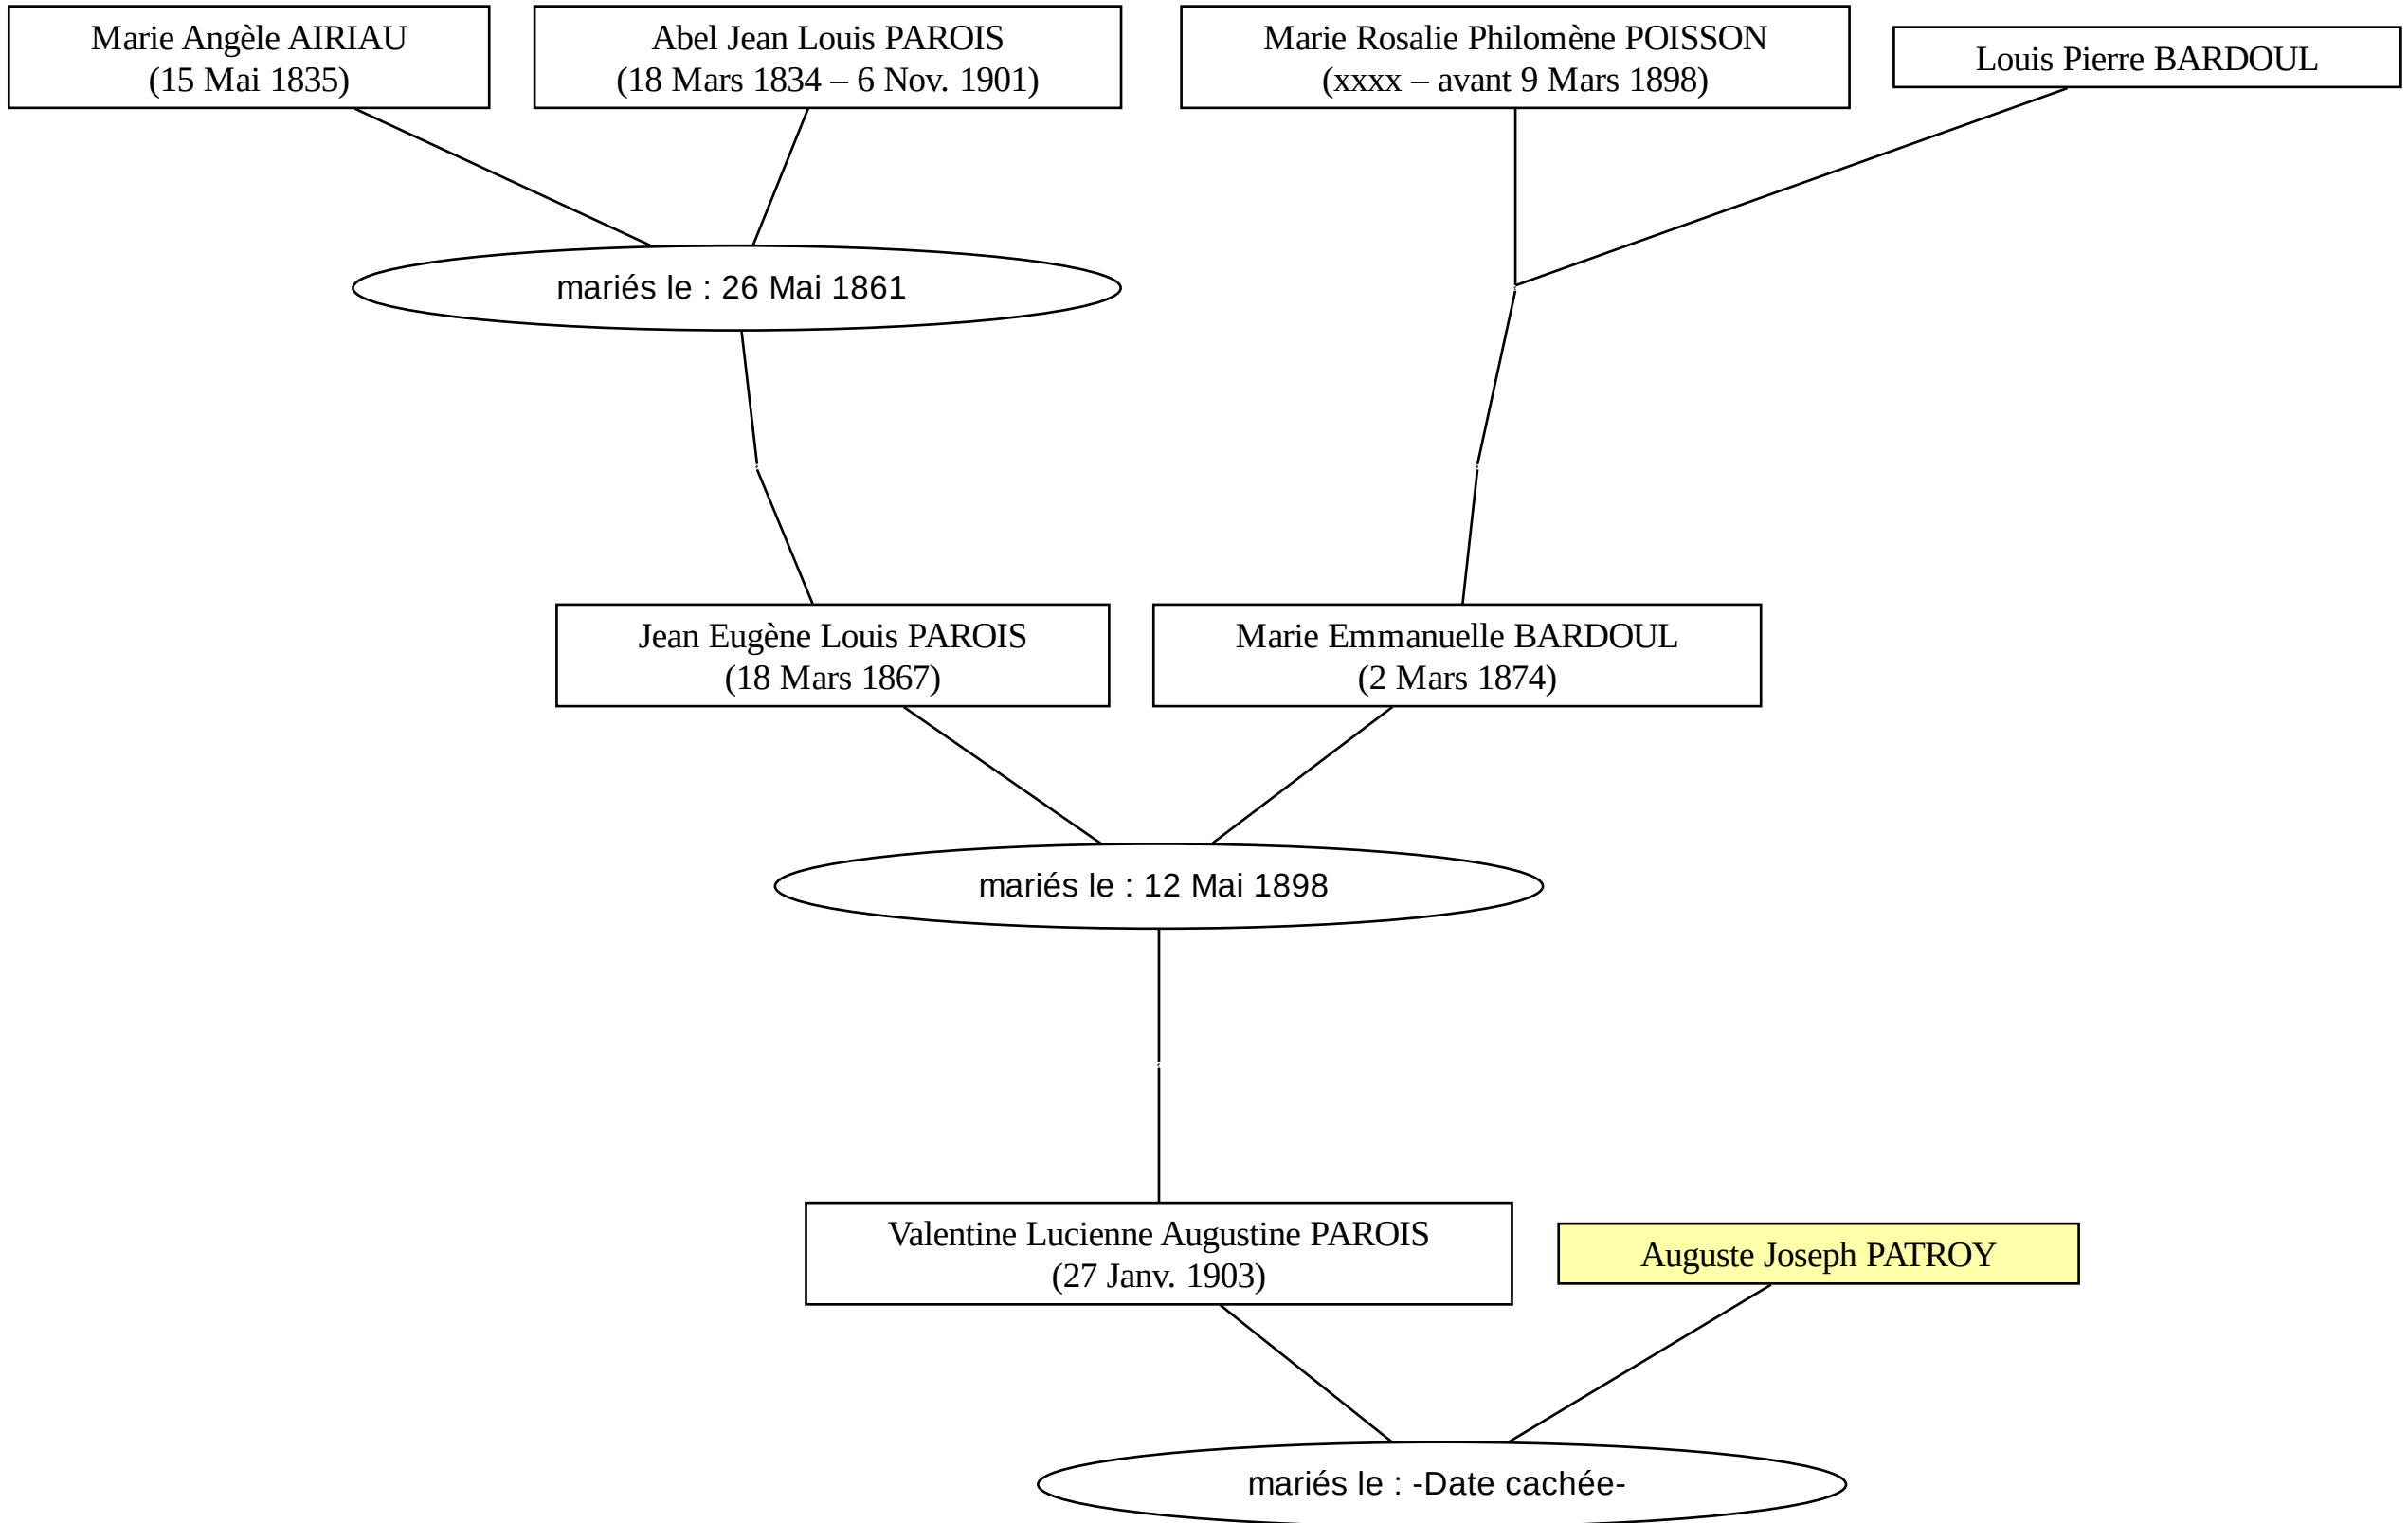 Marie Angèle AIRIAU
(15 Mai 1835)
Abel Jean Louis PAROIS
(18 Mars 1834 – 6 Nov. 1901)
Marie Rosalie Philomène POISSON
(xxxx – avant 9 Mars 1898)
Louis Pierre BARDOUL
mariés le : 26 Mai 1861
Jean Eugène Louis PAROIS
(18 Mars 1867)
Marie Emmanuelle BARDOUL
(2 Mars 1874)
mariés le : 12 Mai 1898
Valentine Lucienne Augustine PAROIS
(27 Janv. 1903)
Auguste Joseph PATROY
mariés le : -Date cachée-